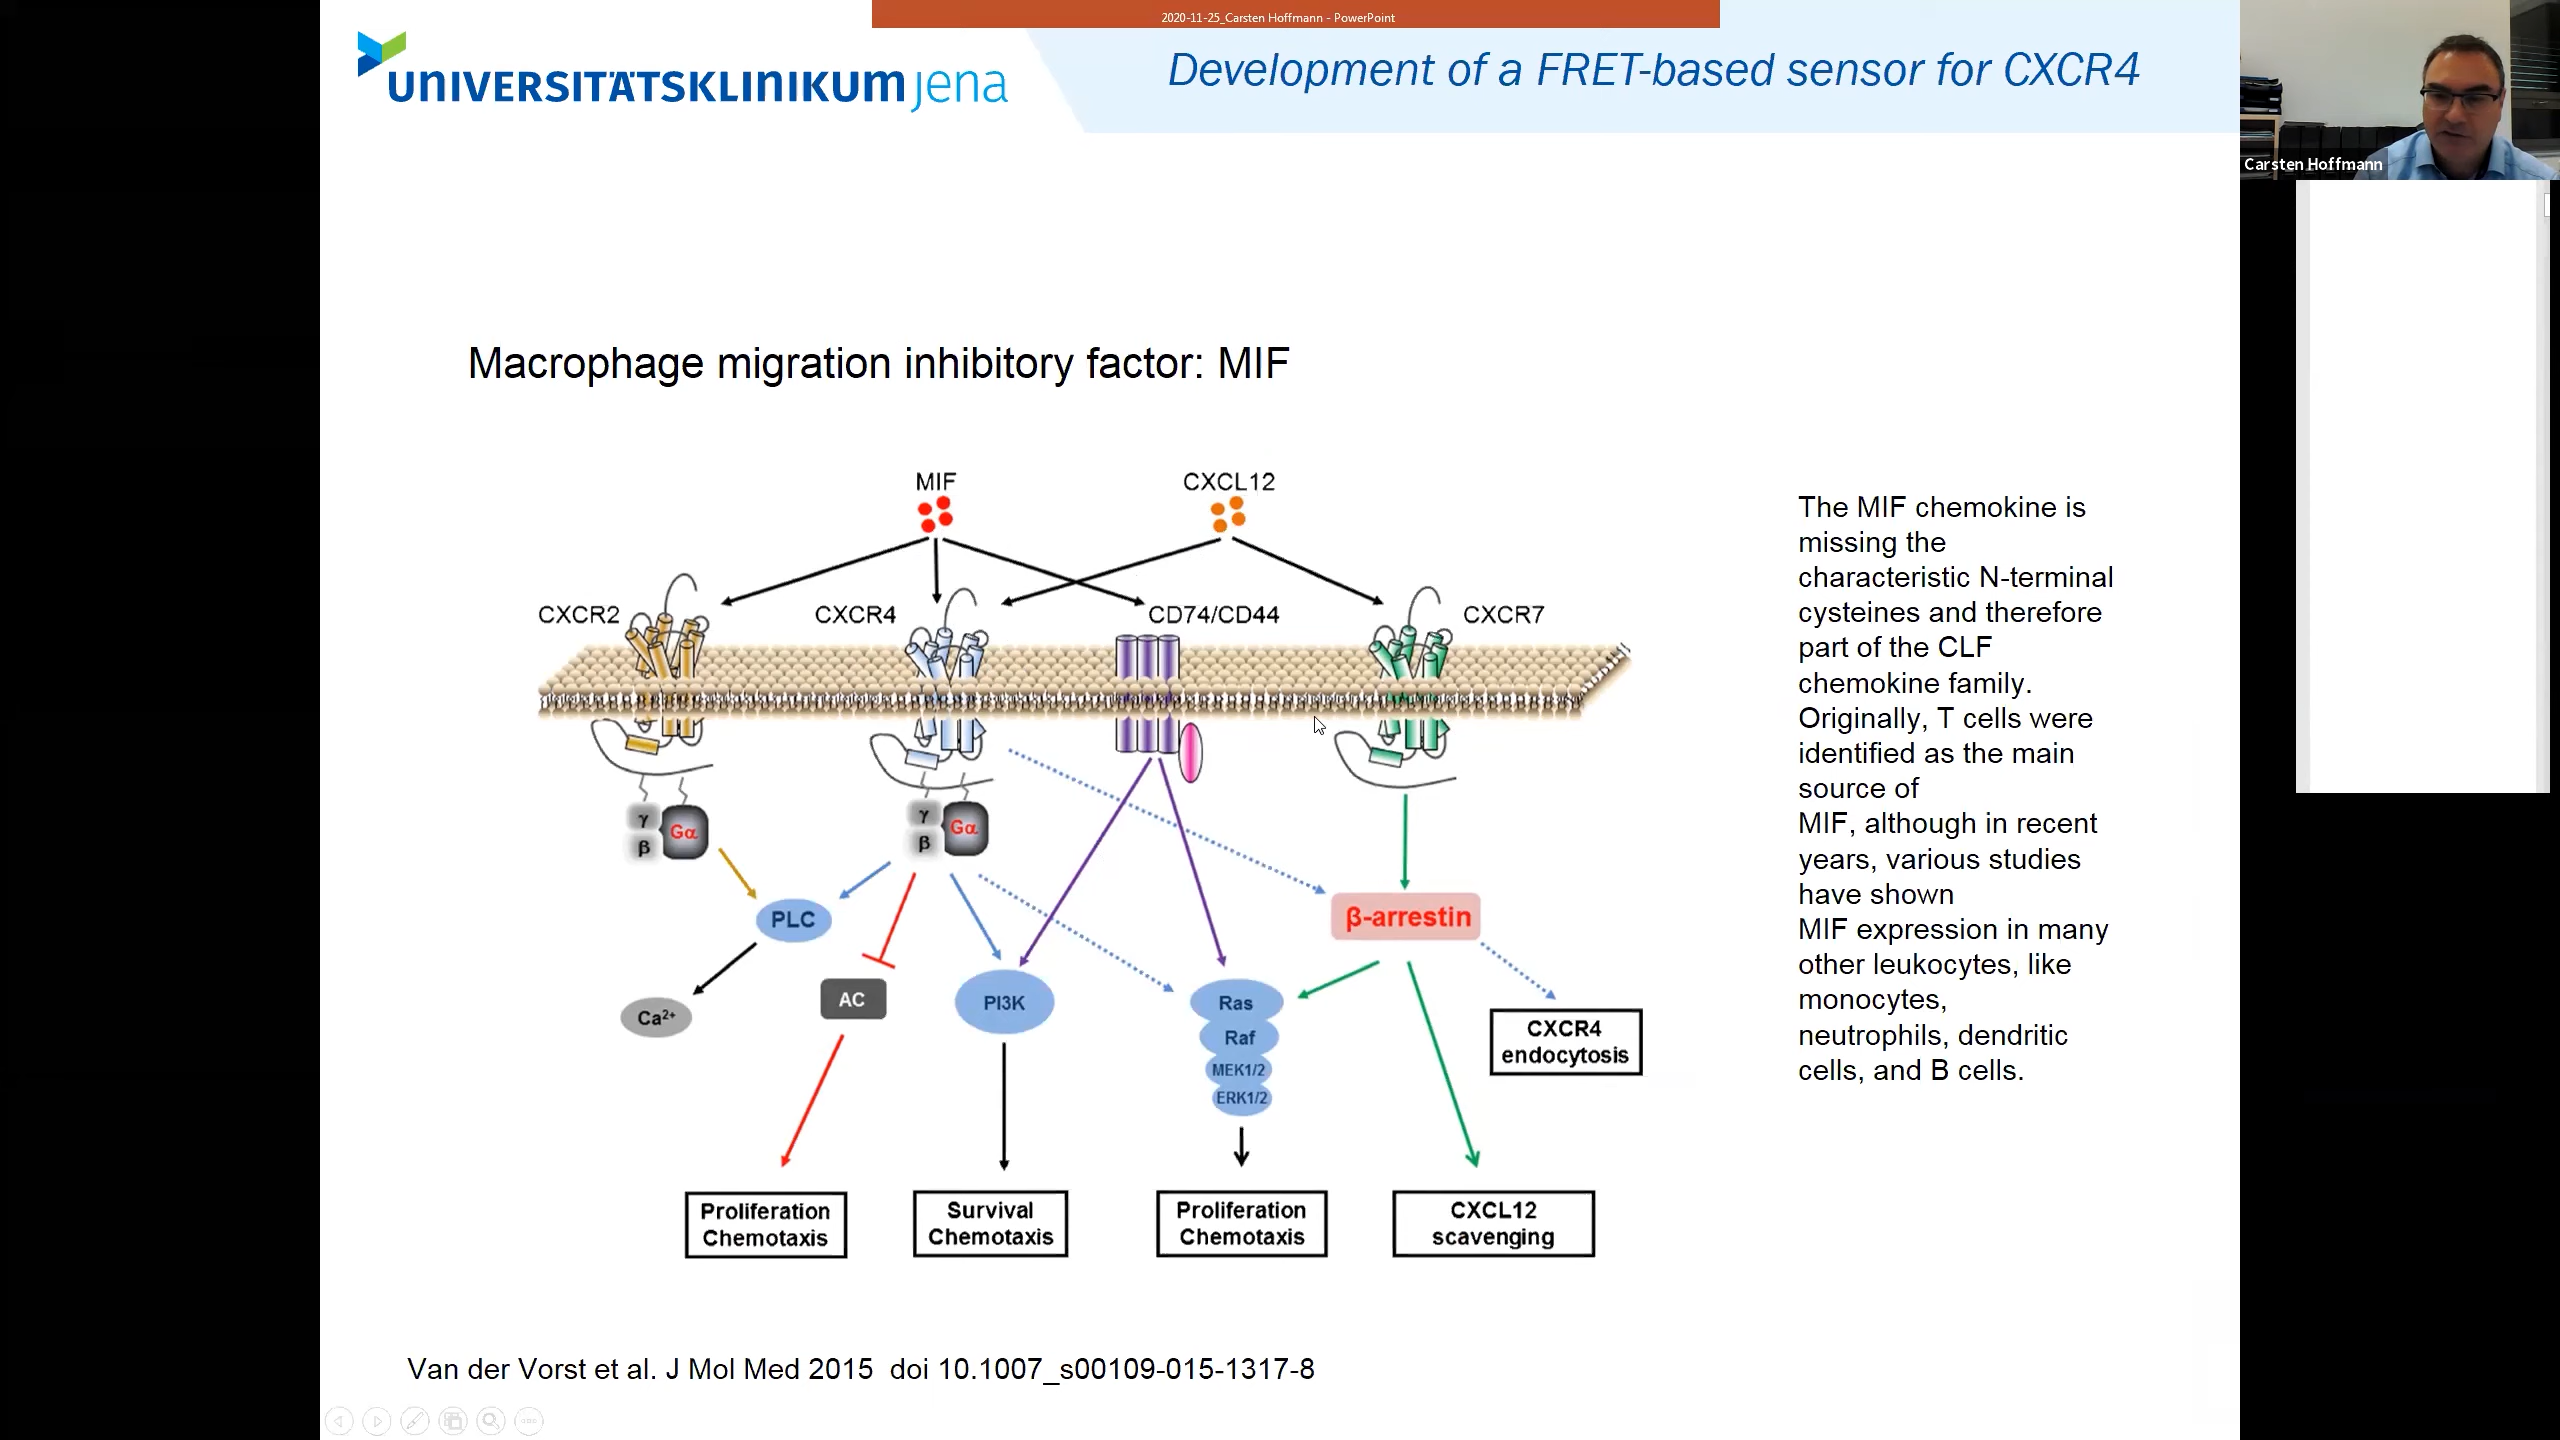 2020-11-25_Carsten Hoffmann - PowerPoint
UNIVERSITÄTSKLINIKUM jena
Development of a FRET-based sensor for CXCR4
Carsten Hoffmann
Macrophage migration inhibitory factor: MIF
MIF
CXCL12
CXCR2
CXCR4
CD74/CD44
CXCR7
γ
β
Gα
γ
β
Gα
PLC
β-arrestin
Ca²⁺
AC
PI3K
Ras
Raf
MEK1/2
ERK1/2
CXCR4
endocytosis
Proliferation
Chemotaxis
Survival
Chemotaxis
Proliferation
Chemotaxis
CXCL12
scavenging
The MIF chemokine is
missing the
characteristic N-terminal
cysteines and therefore
part of the CLF
chemokine family.
Originally, T cells were
identified as the main
source of
MIF, although in recent
years, various studies
have shown
MIF expression in many
other leukocytes, like
monocytes,
neutrophils, dendritic
cells, and B cells.
Van der Vorst et al. J Mol Med 2015 doi 10.1007_s00109-015-1317-8